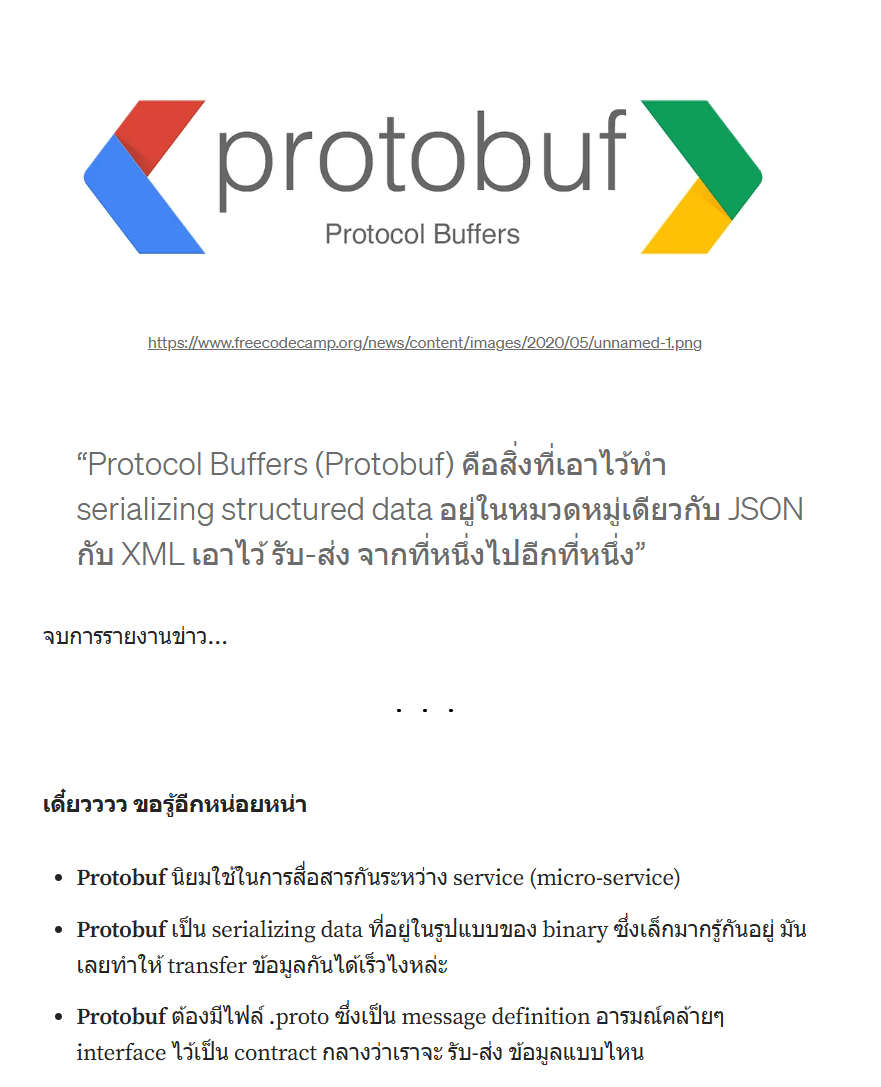 protobuf
Protocol Buffers
https://www.freecodecamp.org/news/content/images/2020/05/unnamed-1.png
“Protocol Buffers (Protobuf) คือสิ่งที่เอาไว้ทำ
serializing structured data อยู่ในหมวดหมู่เดียวกับ JSON
กับ XML เอาไว้ รับ-ส่ง จากที่หนึ่งไปอีกที่หนึ่ง”
จบการรายงานข่าว...
. . .
เดี๋ยวววว ขอรู้อีกหน่อยหน่า
• Protobuf นิยมใช้ในการสื่อสารกันระหว่าง service (micro-service)
• Protobuf เป็น serializing data ที่อยู่ในรูปแบบของ binary ซึ่งเล็กมากรู้กันอยู่ มัน
เลยทำให้ transfer ข้อมูลกันได้เร็วไงหล่ะ
• Protobuf ต้องมีไฟล์ .proto ซึ่งเป็น message definition อารมณ์คล้ายๆ
interface ไว้เป็น contract กลางว่าเราจะ รับ-ส่ง ข้อมูลแบบไหน